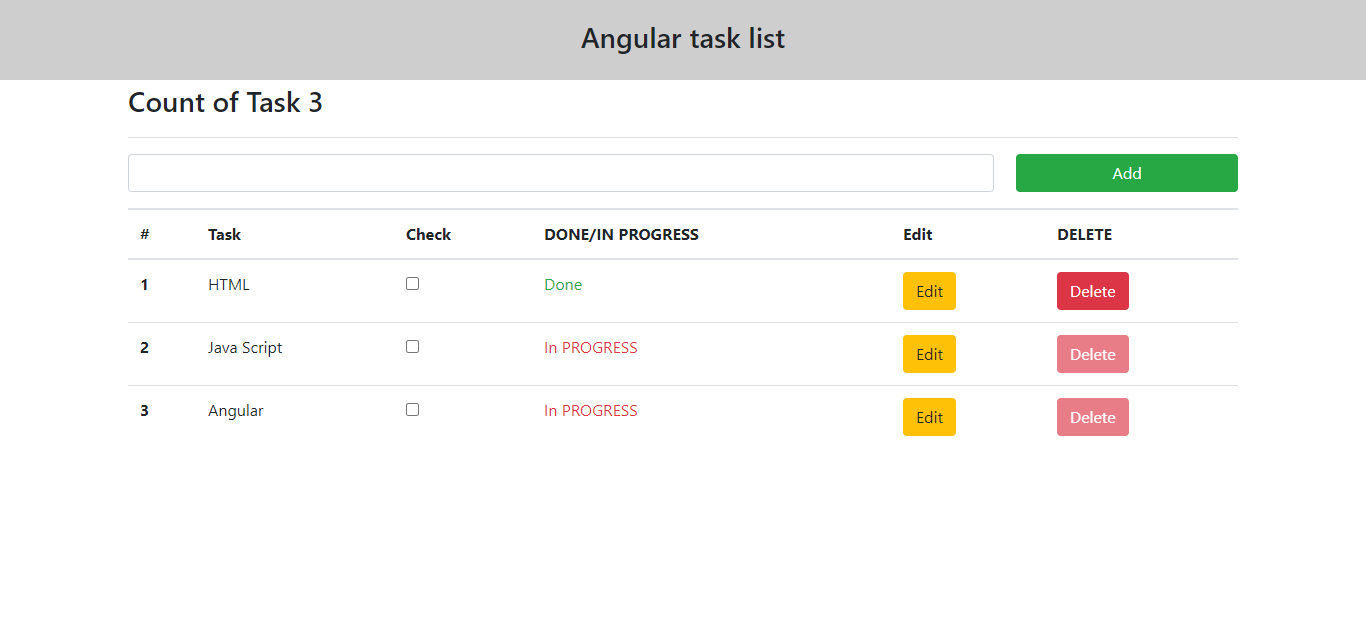 Angular task list
Count of Task 3
Add
# Task Check DONE/IN PROGRESS Edit DELETE
1 HTML Done Edit Delete
2 Java Script In PROGRESS Edit Delete
3 Angular In PROGRESS Edit Delete